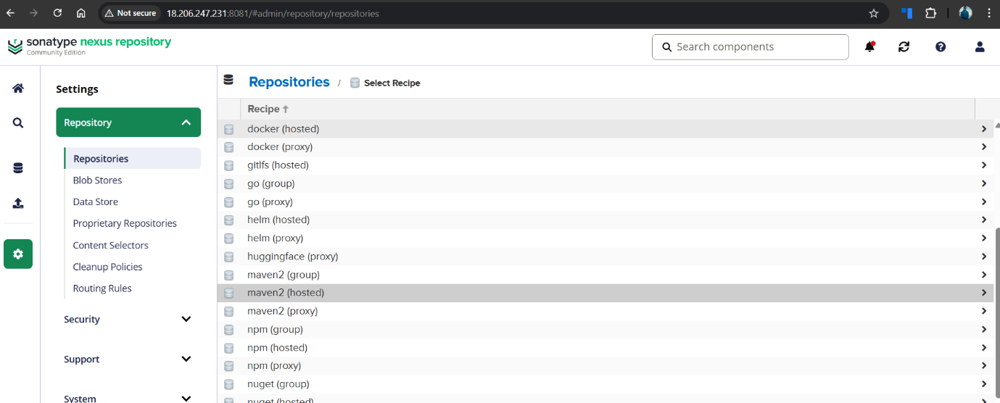 Not secure 18.206.247.231:8081/#admin/repository/repositories
sonatype nexus repository
Community Edition
Search components
Settings
Repository
Repositories
Blob Stores
Data Store
Proprietary Repositories
Content Selectors
Cleanup Policies
Routing Rules
Security
Support
System
Repositories / Select Recipe
Recipe
docker (hosted)
docker (proxy)
gitlfs (hosted)
go (group)
go (proxy)
helm (hosted)
helm (proxy)
huggingface (proxy)
maven2 (group)
maven2 (hosted)
maven2 (proxy)
npm (group)
npm (hosted)
npm (proxy)
nuget (group)
nuget (hosted)